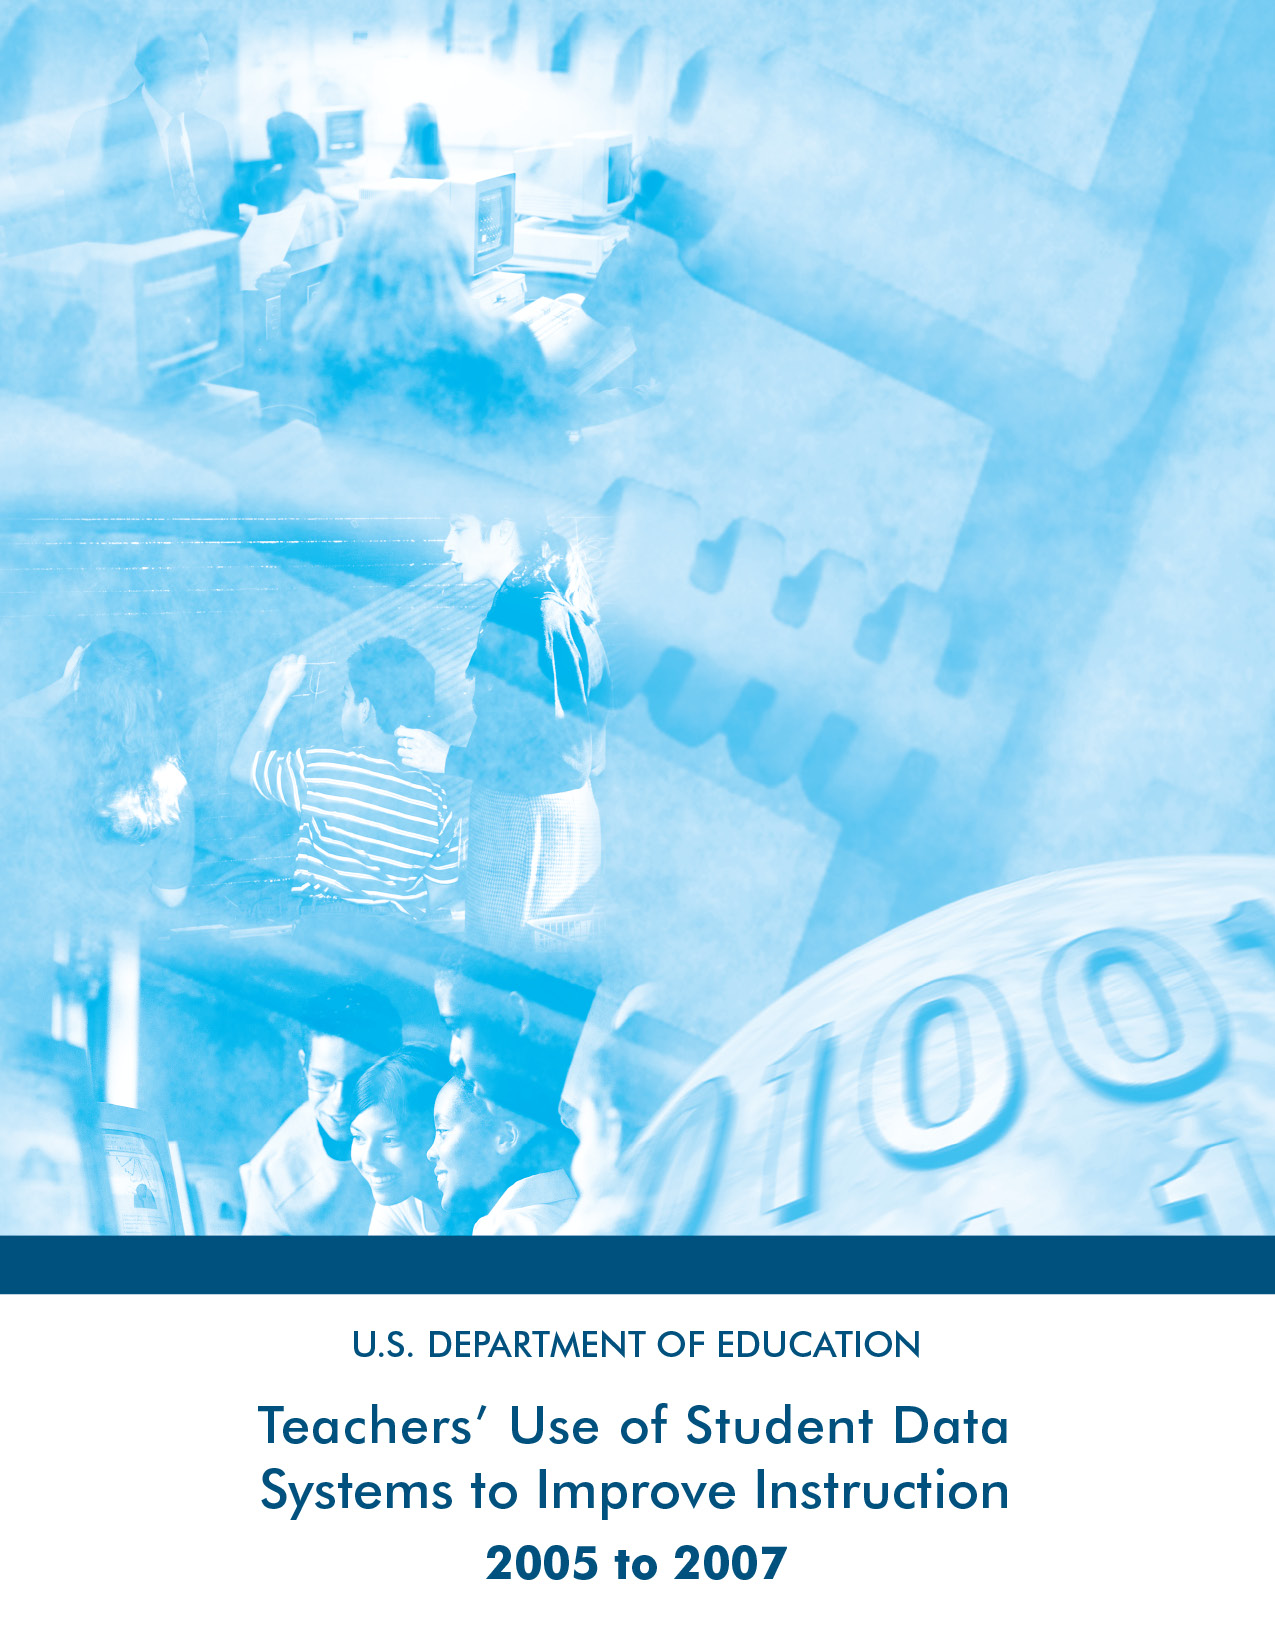 U.S. DEPARTMENT OF EDUCATION
Teachers’ Use of Student Data
Systems to Improve Instruction
2005 to 2007